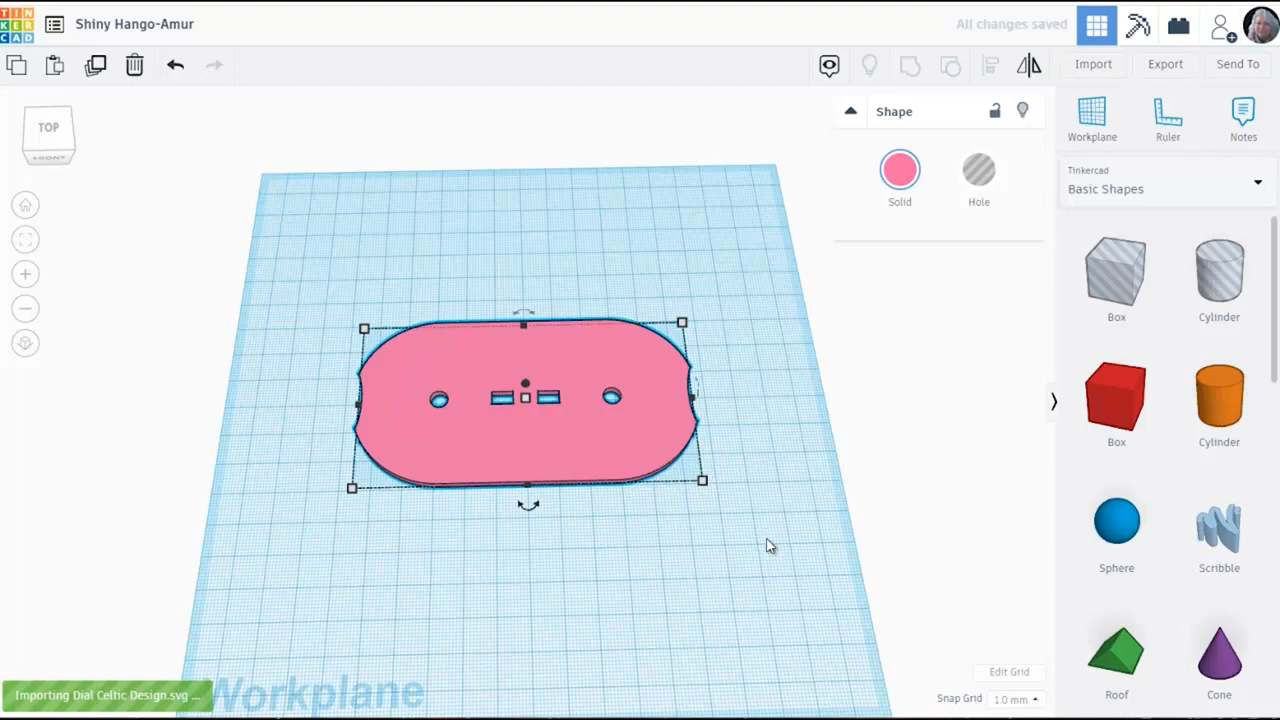 TIN
KER
CAD
Shiny Hango-Amur
All changes saved
Import
Export
Send To
TOP
FRONT
Shape
Solid
Hole
Workplane
Ruler
Notes
Tinkercad
Basic Shapes
Box
Cylinder
Box
Cylinder
Sphere
Scribble
Roof
Cone
Edit Grid
Snap Grid
1.0 mm
Workplane
Importing Dial Celtic Design.svg ...